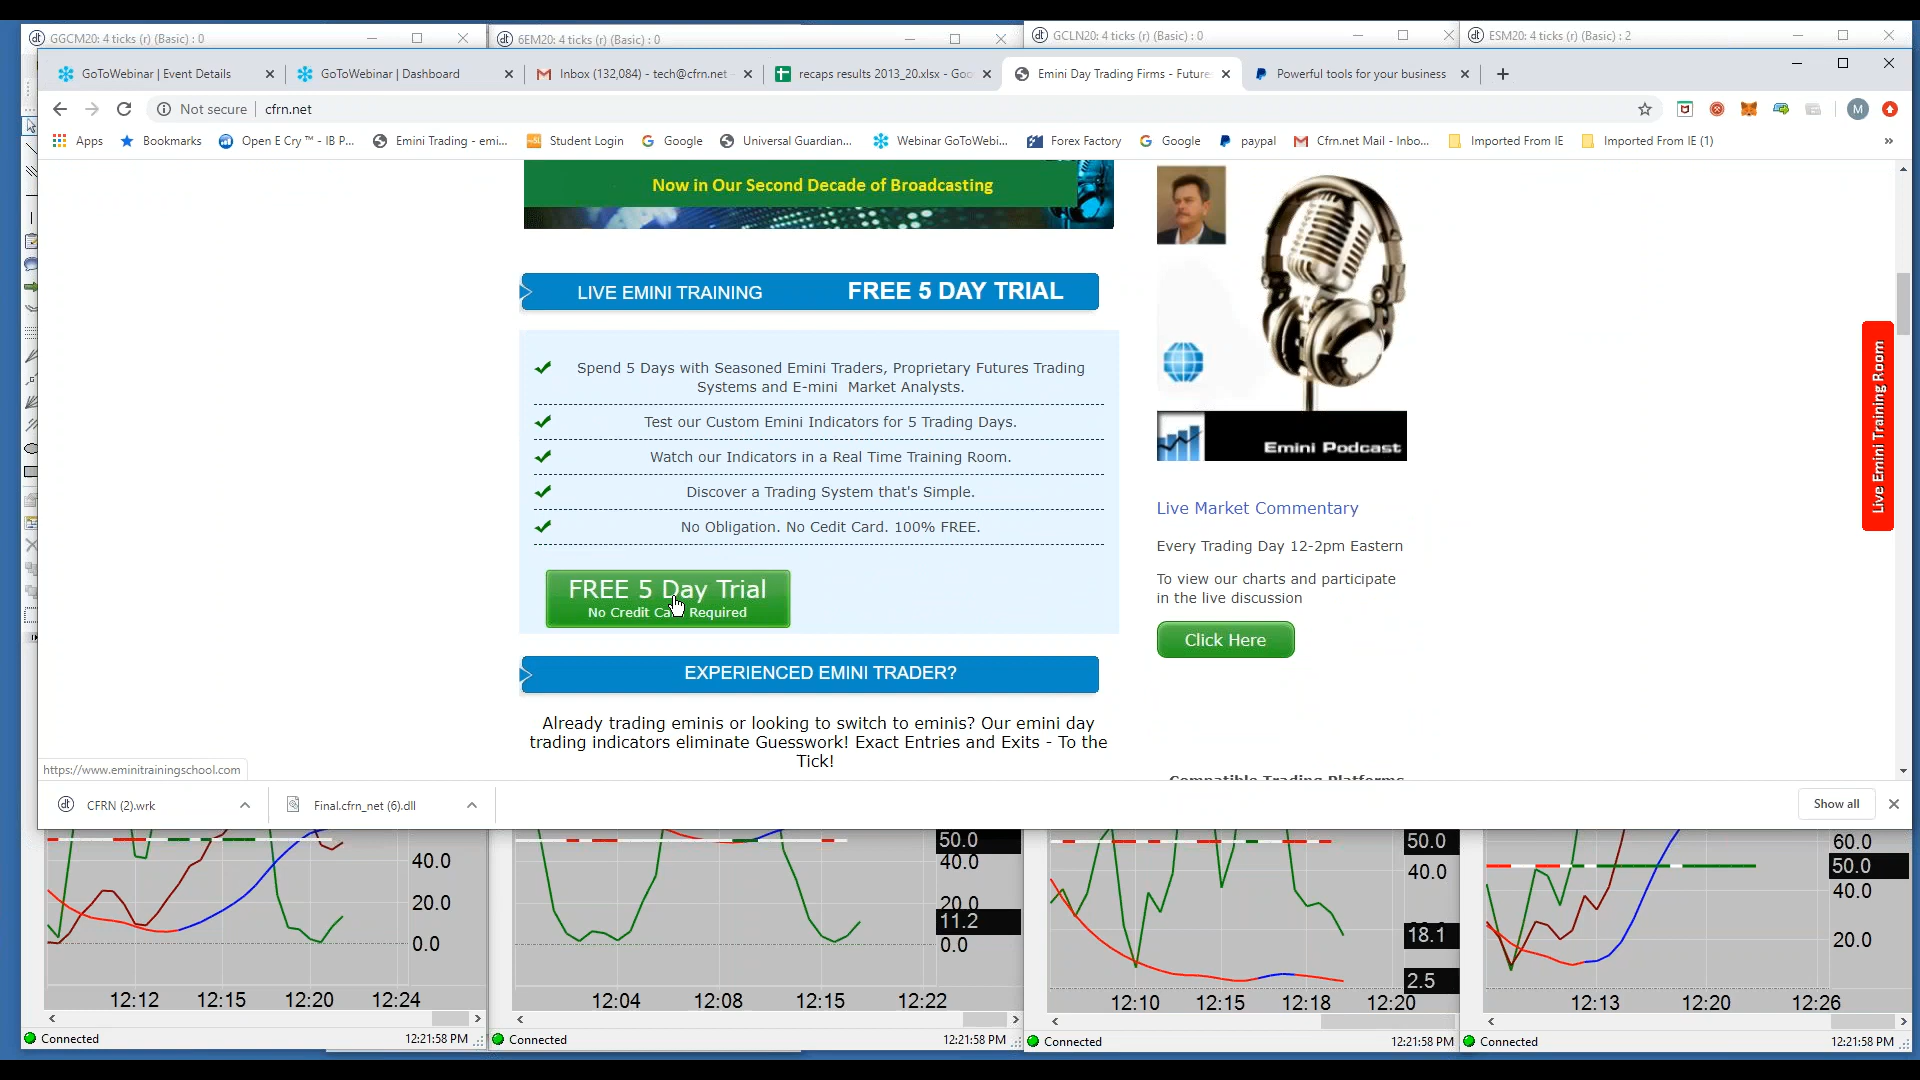 GGCM20: 4 ticks (r) (Basic) : 0
6EM20: 4 ticks (r) (Basic) : 0
GCLN20: 4 ticks (r) (Basic) : 0
ESM20: 4 ticks (r) (Basic) : 2
GoToWebinar | Event Details
GoToWebinar | Dashboard
Inbox (132,084) - tech@cfrn.net -
recaps results 2013_20.xlsx - Goo
Emini Day Trading Firms - Future
Powerful tools for your business
Not secure
cfrn.net
Apps
Bookmarks
Open E Cry ™ - IB P...
Emini Trading - emi...
Student Login
Google
Universal Guardian...
Webinar GoToWebi...
Forex Factory
Google
paypal
Cfrn.net Mail - Inbo...
Imported From IE
Imported From IE (1)
»
M
Now in Our Second Decade of Broadcasting
LIVE EMINI TRAINING FREE 5 DAY TRIAL
Spend 5 Days with Seasoned Emini Traders, Proprietary Futures Trading
Systems and E-mini Market Analysts.
Test our Custom Emini Indicators for 5 Trading Days.
Watch our Indicators in a Real Time Training Room.
Discover a Trading System that's Simple.
No Obligation. No Cedit Card. 100% FREE.
FREE 5 Day Trial
No Credit Ca Required
EXPERIENCED EMINI TRADER?
Already trading eminis or looking to switch to eminis? Our emini day
trading indicators eliminate Guesswork! Exact Entries and Exits - To the
Tick!
Emini Podcast
Live Market Commentary
Every Trading Day 12-2pm Eastern
To view our charts and participate
in the live discussion
Click Here
Compatible Trading Platforms
Live Emini Training Room
https://www.eminitrainingschool.com
CFRN (2).wrk
Final.cfrn_net (6).dll
Show all
40.0
20.0
0.0
12:12
12:15
12:20
12:24
Connected
12:21:58 PM
50.0
40.0
20.0
11.2
0.0
12:04
12:08
12:15
12:22
Connected
12:21:58 PM
50.0
40.0
18.1
2.5
12:10
12:15
12:18
12:20
Connected
12:21:58 PM
60.0
50.0
40.0
20.0
12:13
12:20
12:26
Connected
12:21:58 PM